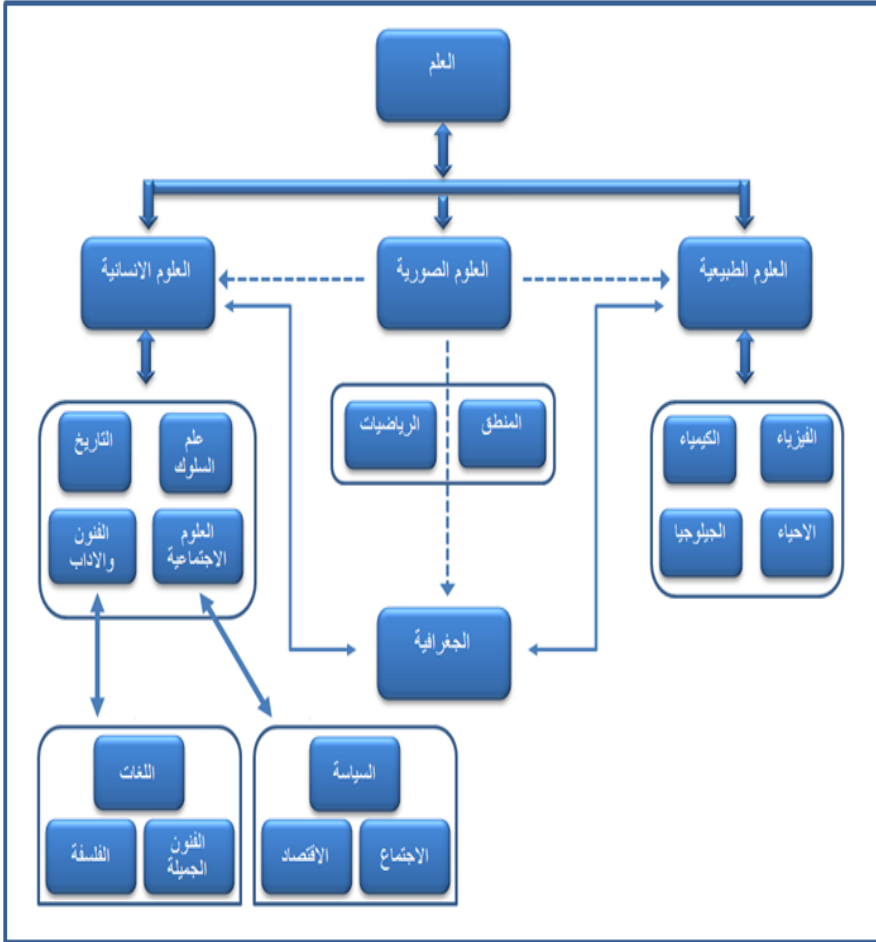 العلم
العلوم الطبيعية
العلوم الصورية
العلوم الانسانية
الفيزياء
الكيمياء
الاحياء
الجيلوجيا
المنطق
الرياضيات
علم
السلوك
التاريخ
العلوم
الاجتماعية
الفنون
والاداب
الجغرافية
السياسة
الاجتماع
الاقتصاد
اللغات
الفنون
الجميلة
الفلسفة